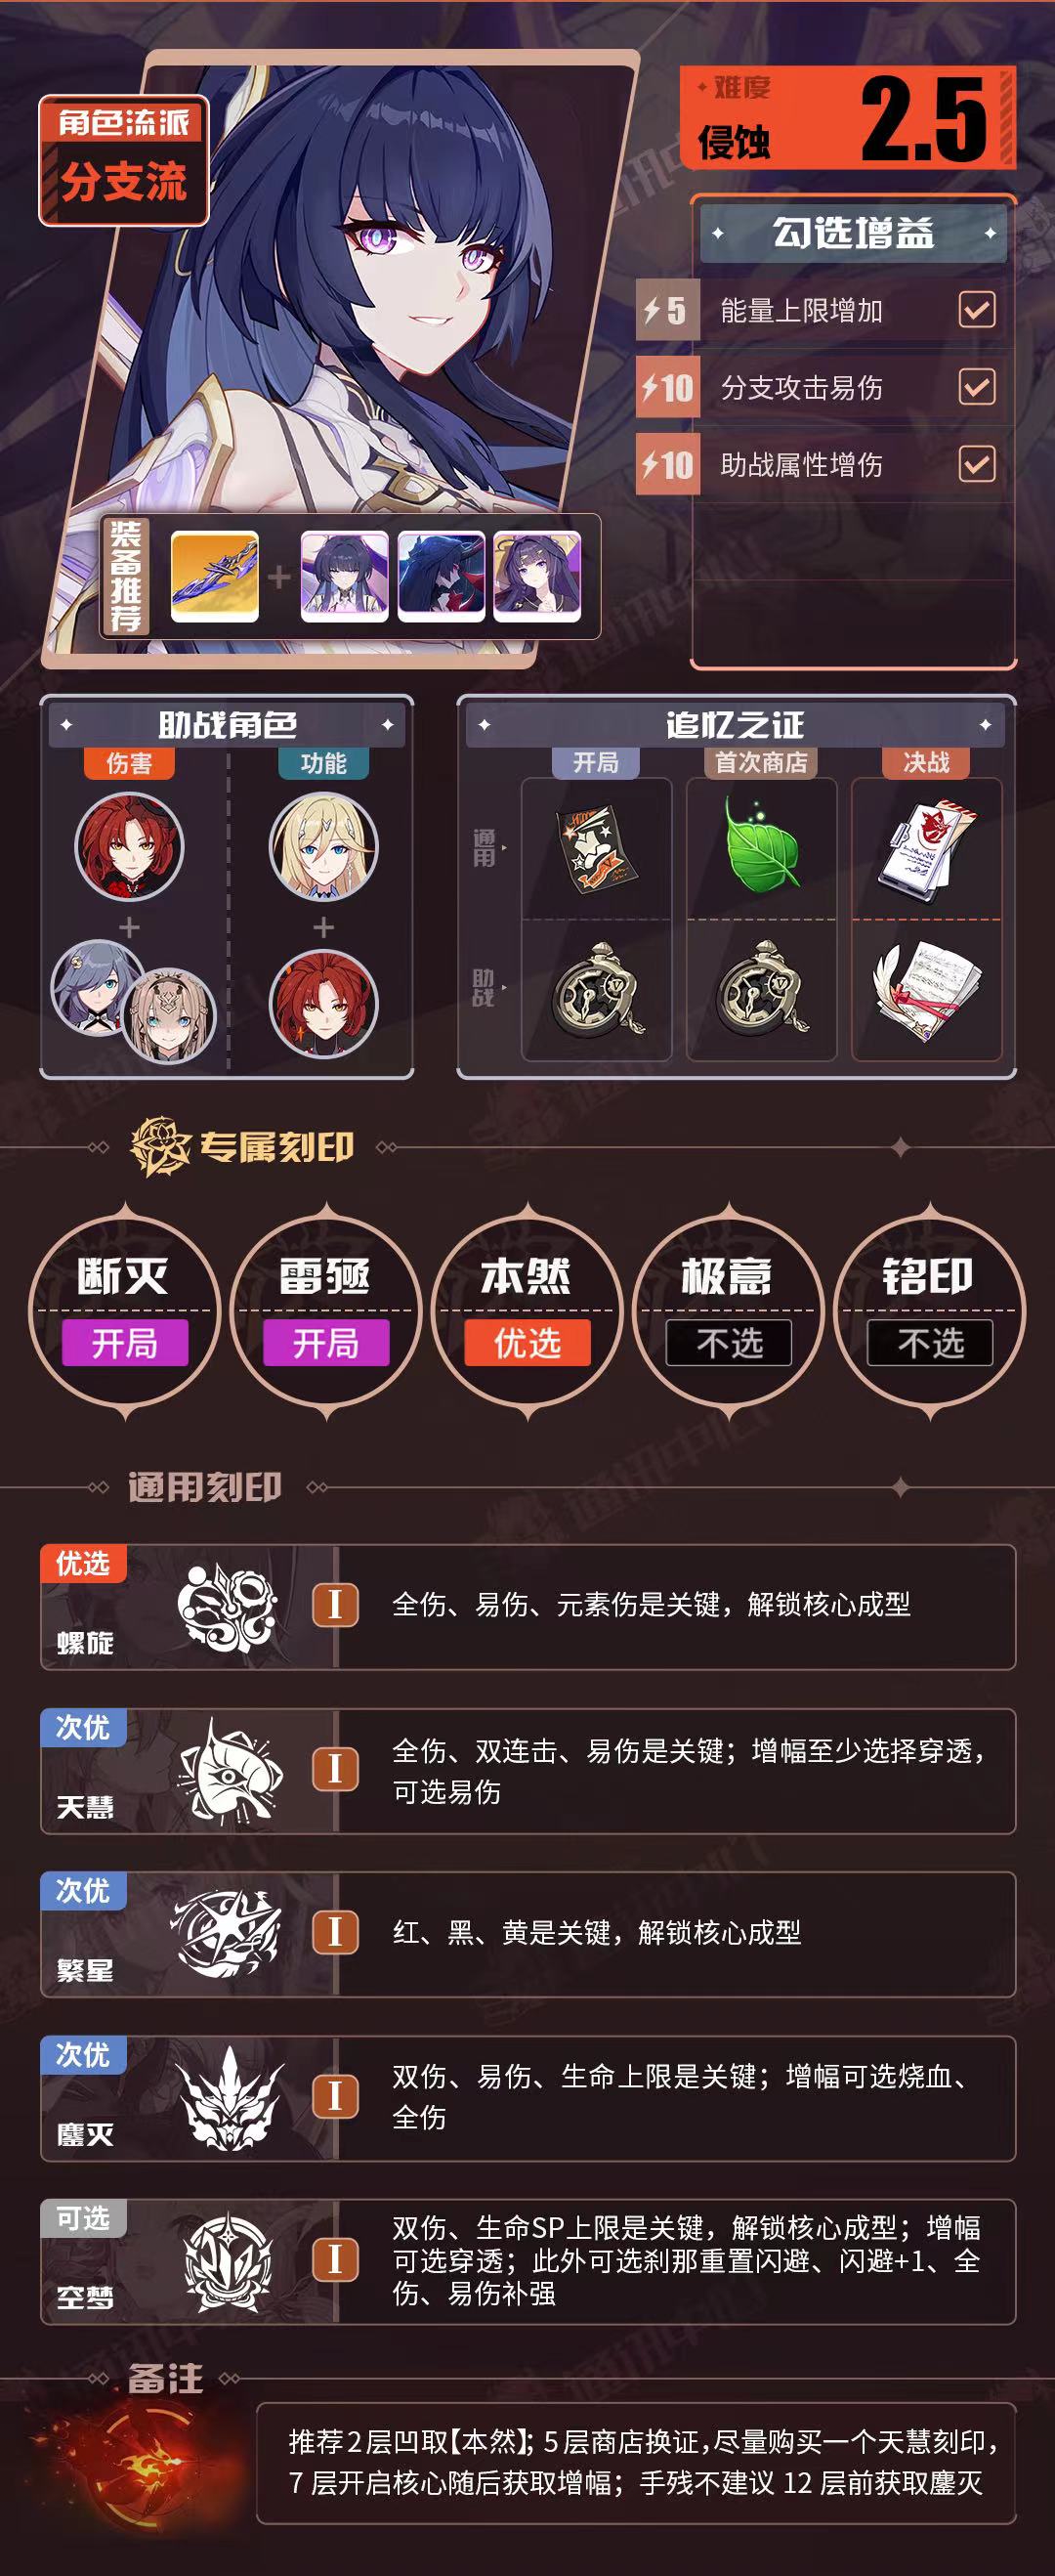 角色流派
分支流
难度
侵蚀
2.5
勾选增益
5 能量上限增加
10 分支攻击易伤
10 助战属性增伤
装备推荐
助战角色
伤害 功能
追忆之证
开局 首次商店 决战
通用
助战
专属刻印
断灭 雷殛 本然 极意 铭印
开局 开局 优选 不选 不选
通用刻印
优选
螺旋
I
全伤、易伤、元素伤是关键，解锁核心成型
次优
天慧
I
全伤、双连击、易伤是关键；增幅至少选择穿透，
可选易伤
次优
繁星
I
红、黑、黄是关键，解锁核心成型
次优
鏖灭
I
双伤、易伤、生命上限是关键；增幅可选烧血、
全伤
可选
空梦
I
双伤、生命SP上限是关键，解锁核心成型；增幅
可选穿透；此外可选刹那重置闪避、闪避+1、全
伤、易伤补强
备注
推荐2层凹取【本然】；5层商店换证，尽量购买一个天慧刻印，
7 层开启核心随后获取增幅；手残不建议 12 层前获取鏖灭